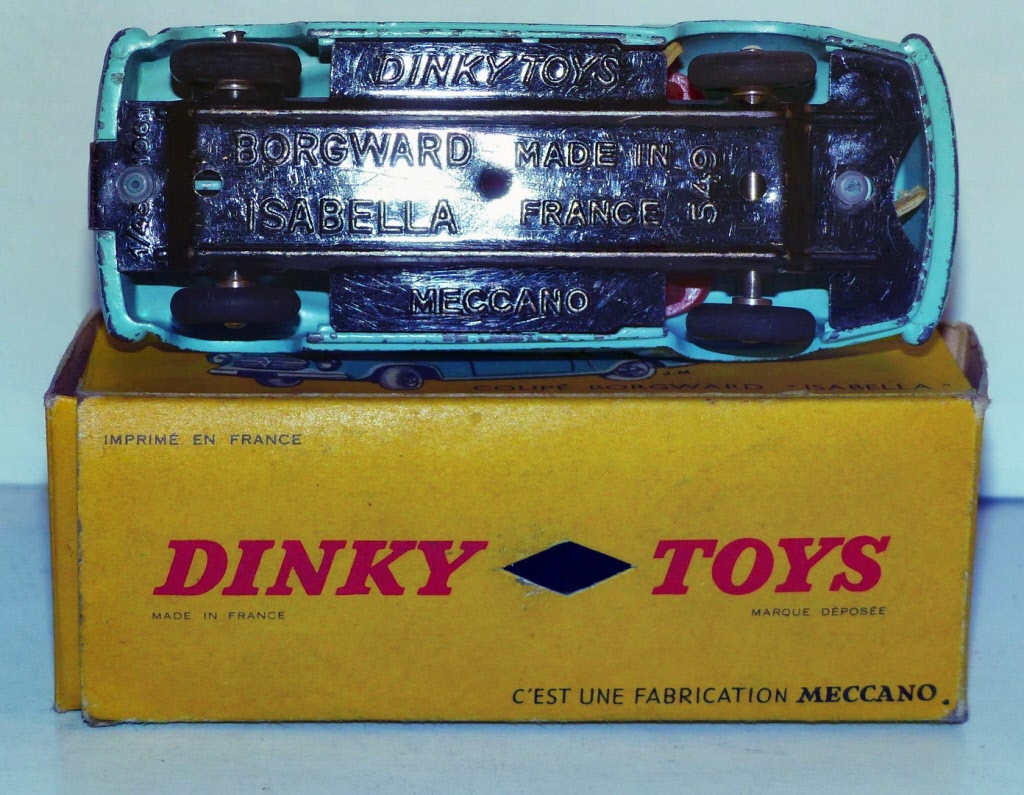 DINKY TOYS
BORGWARD
ISABELLA
MADE IN
FRANCE
549
MECCANO
COUPÉ BORGWARD "ISABELLA"
IMPRIMÉ EN FRANCE
DINKY TOYS
MADE IN FRANCE
MARQUE DÉPOSÉE
C'EST UNE FABRICATION MECCANO.